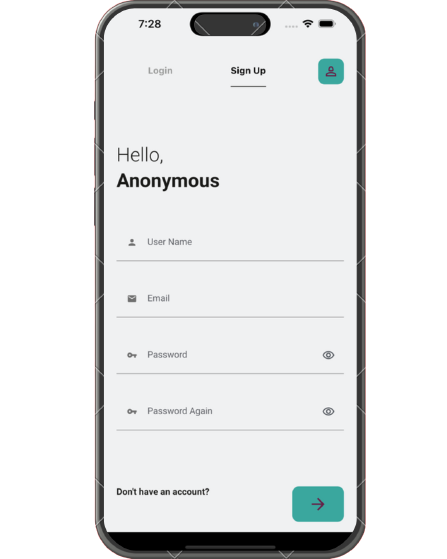 7:28
Login
Sign Up
Hello,
Anonymous
User Name
Email
Password
Password Again
Don't have an account?